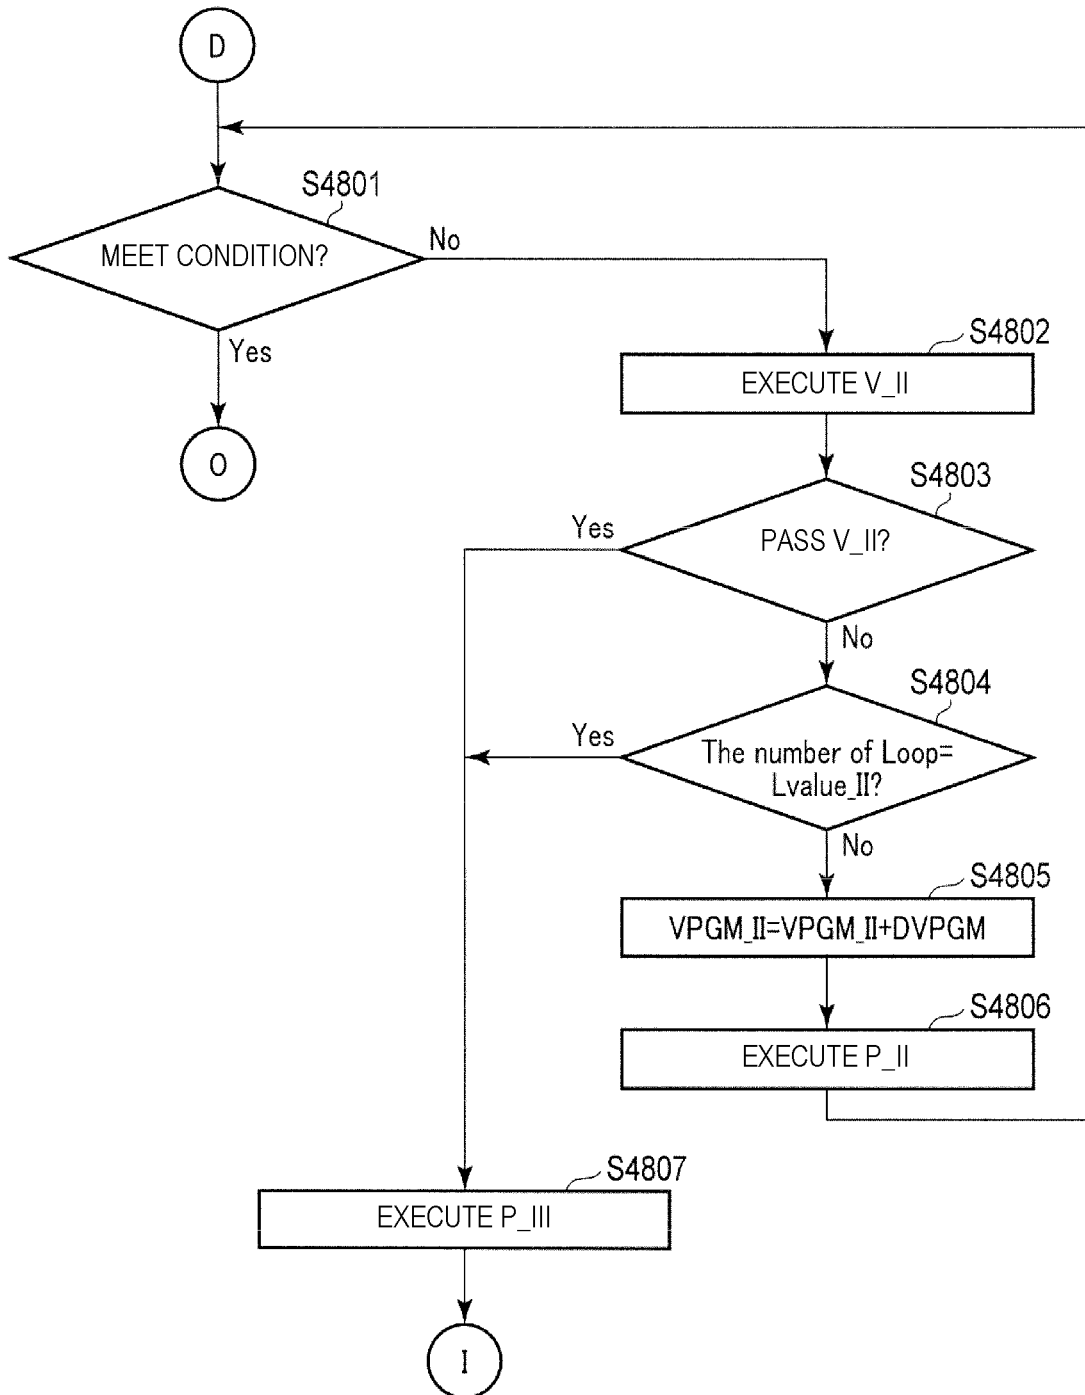 D
S4801
MEET CONDITION?
No
Yes
O
S4802
EXECUTE V_II
S4803
PASS V_II?
Yes
No
S4804
The number of Loop=
Lvalue_II?
Yes
No
S4805
VPGM_II=VPGM_II+DVPGM
S4806
EXECUTE P_II
S4807
EXECUTE P_III
I